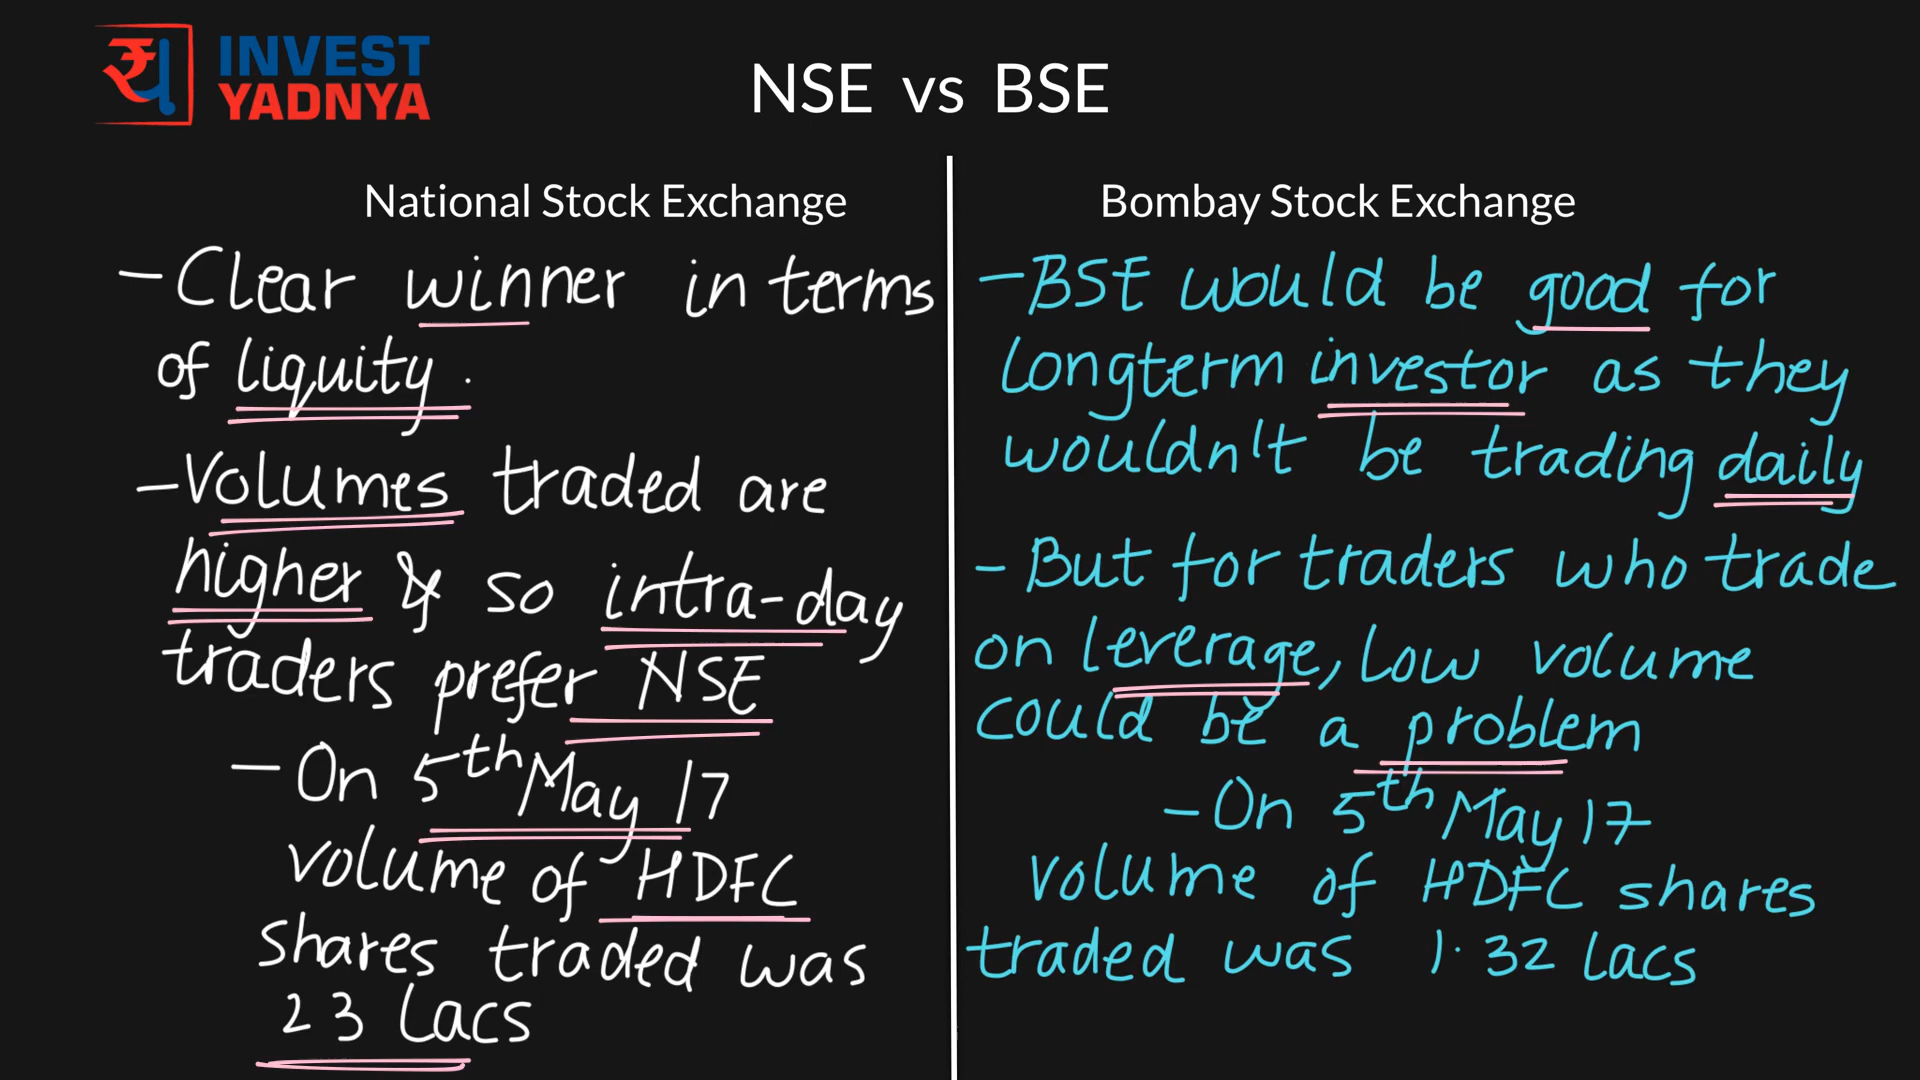 INVEST
YADNYA
NSE vs BSE
National Stock Exchange
- Clear winner in terms
of liquity.
- Volumes traded are
higher & so intra-day
traders prefer NSE
- On 5th May 17
volume of HDFC
shares traded was
23 Lacs
Bombay Stock Exchange
- BSE would be good for
longterm investor as they
wouldn't be trading daily
- But for traders who trade
on leverage, low volume
could be a problem
- On 5th May 17
volume of HDFC shares
traded was 1.32 lacs